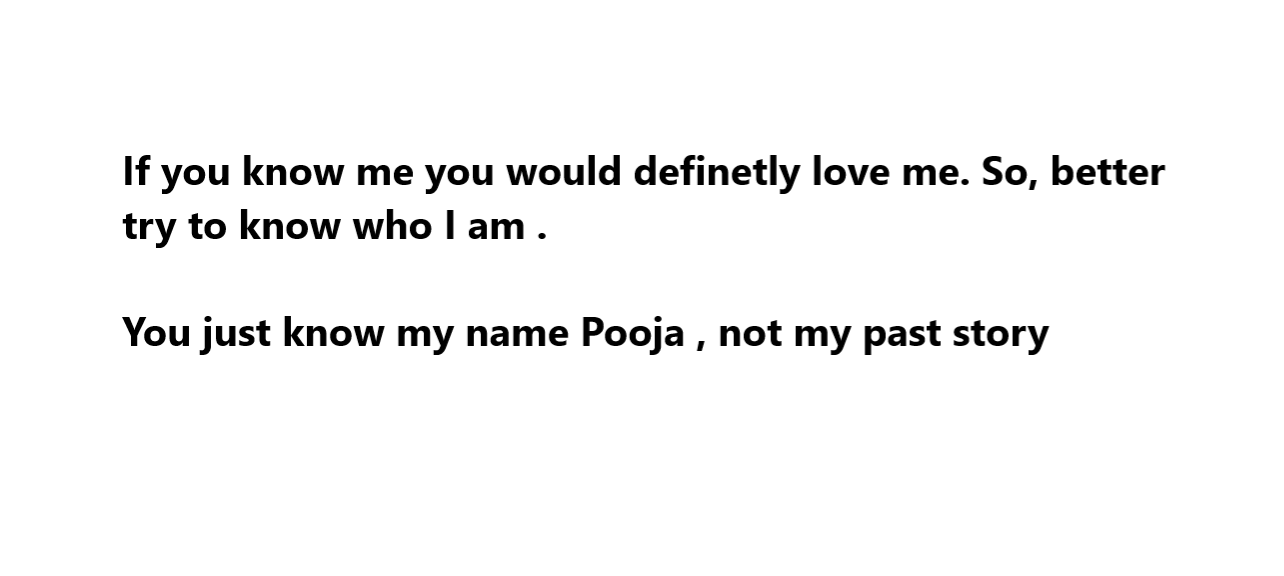 If you know me you would definetly love me. So, better
try to know who I am .
You just know my name Pooja , not my past story